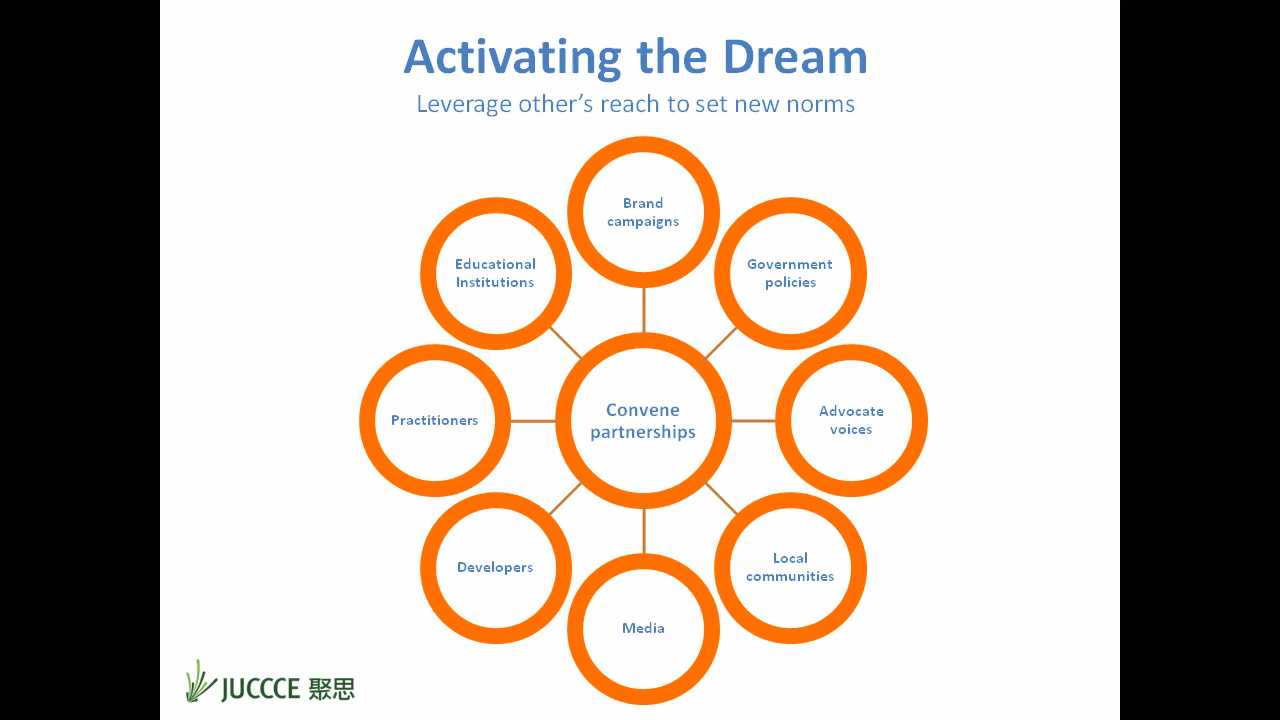 Activating the Dream
Leverage other's reach to set new norms
Brand
campaigns
Government
policies
Advocate
voices
Local
communities
Media
Developers
Practitioners
Educational
Institutions
Convene
partnerships
JUCCCE 聚思